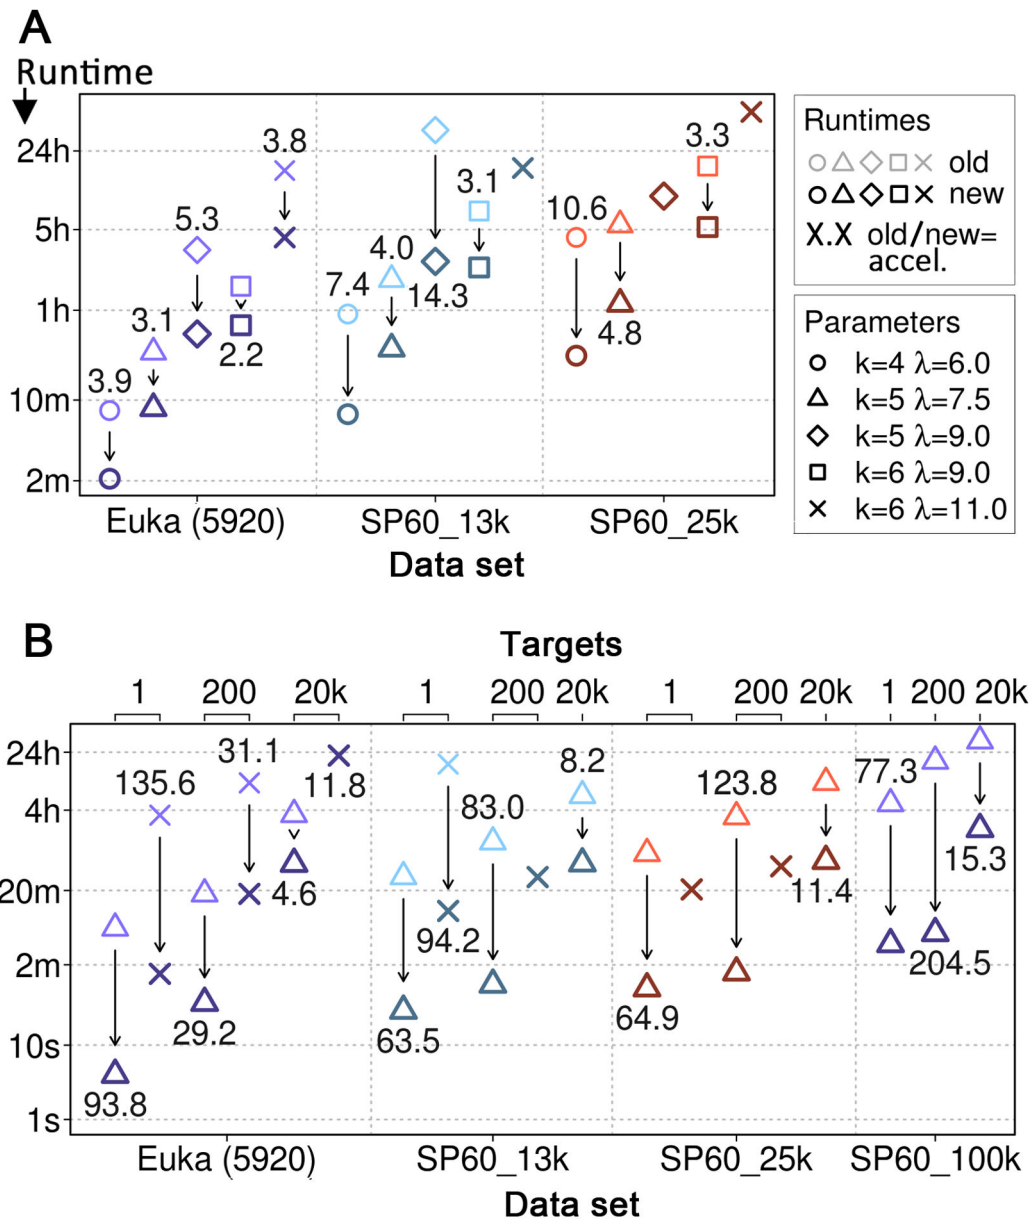 A
Runtime
24h
5h
1h
10m
2m
3.9
3.1
5.3
2.2
3.8
7.4
4.0
14.3
3.1
10.6
4.8
3.3
Euka (5920)
SP60_13k
SP60_25k
Data set
Runtimes
old
new
X.X old/new=
accel.
Parameters
k=4 λ=6.0
k=5 λ=7.5
k=5 λ=9.0
k=6 λ=9.0
k=6 λ=11.0
B
Targets
1 200 20k 1 200 20k 1 200 20k 1 200 20k
24h
4h
20m
2m
10s
1s
93.8
135.6
29.2
31.1
4.6
11.8
63.5
94.2
83.0
8.2
64.9
123.8
11.4
77.3
204.5
15.3
Euka (5920)
SP60_13k
SP60_25k
SP60_100k
Data set